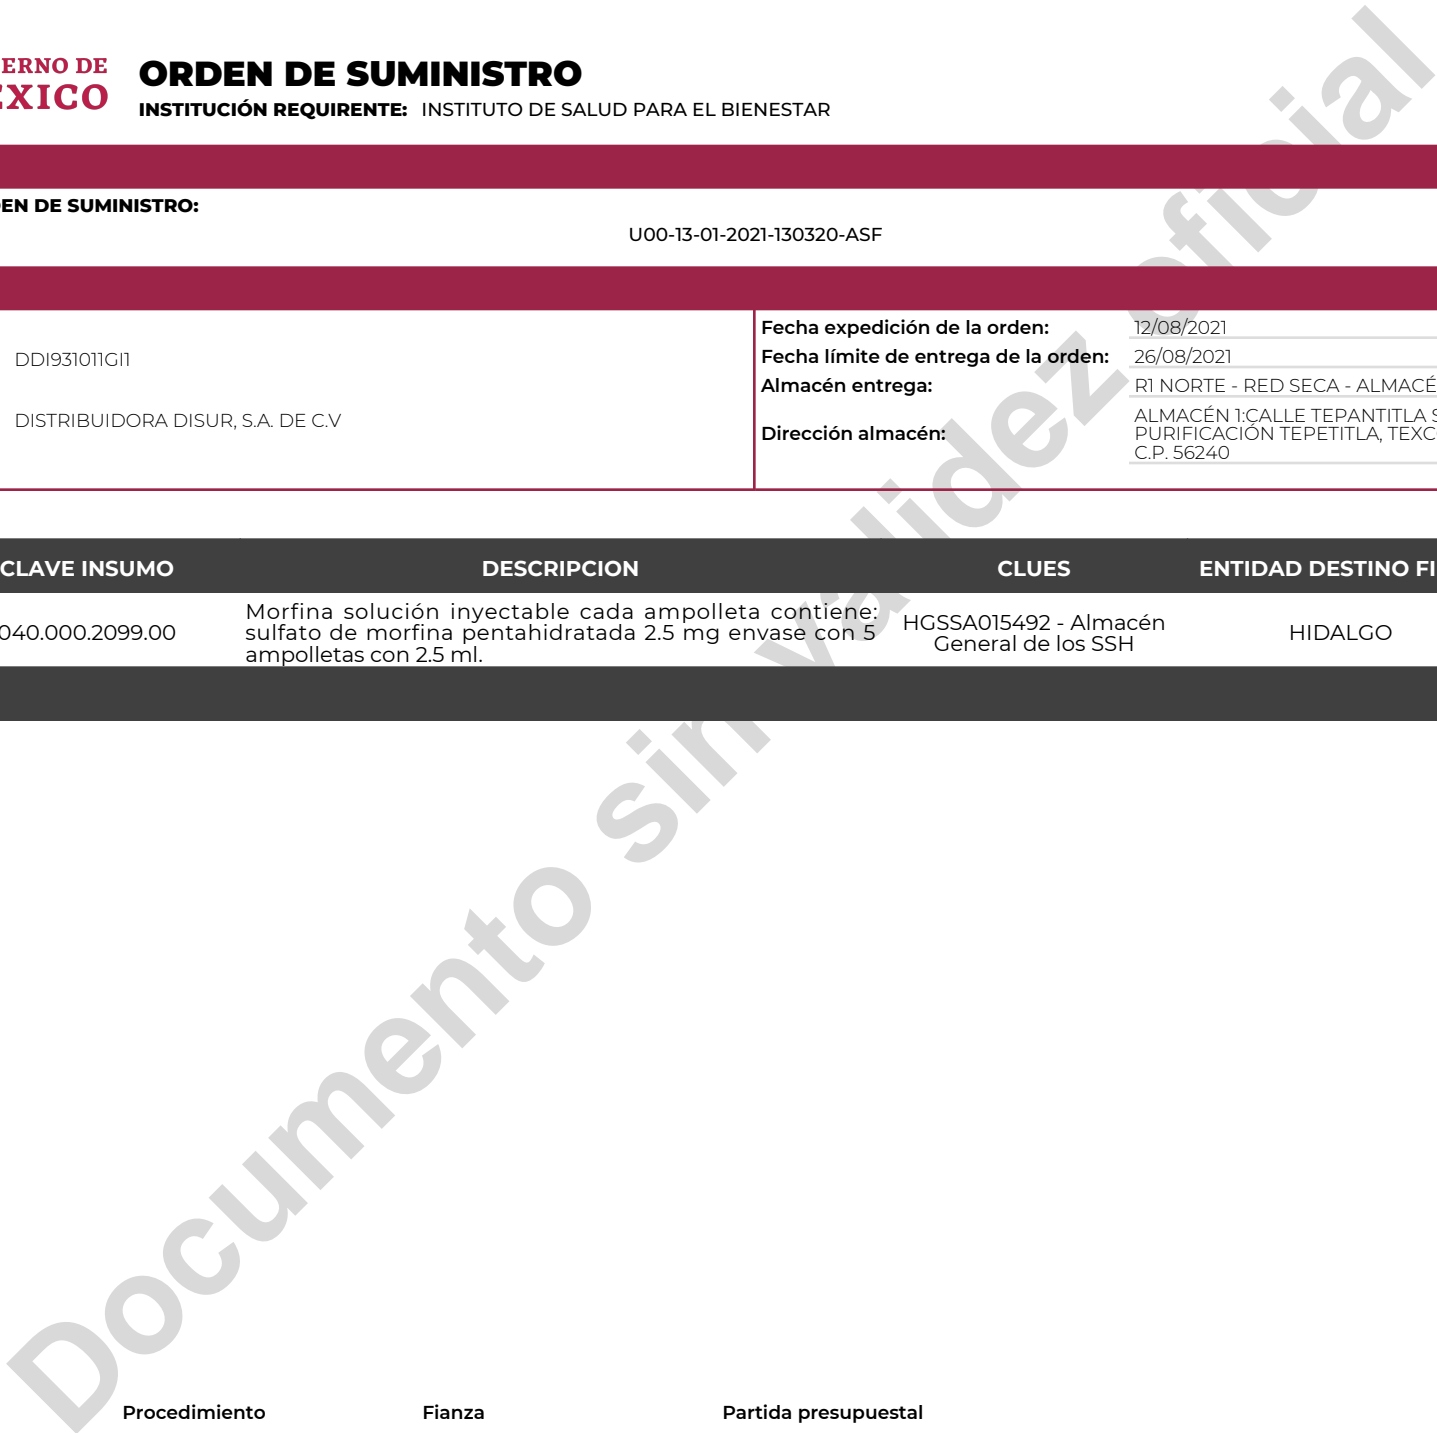 ERNO DE
ÉXICO
ORDEN DE SUMINISTRO
INSTITUCIÓN REQUIRENTE: INSTITUTO DE SALUD PARA EL BIENESTAR
EN DE SUMINISTRO:
U00-13-01-2021-130320-ASF
DDI931011GI1
DISTRIBUIDORA DISUR, S.A. DE C.V
Fecha expedición de la orden: 12/08/2021
Fecha límite de entrega de la orden: 26/08/2021
Almacén entrega: R1 NORTE - RED SECA - ALMACÉ
Dirección almacén: ALMACÉN 1:CALLE TEPANTITLA S
PURIFICACIÓN TEPETITLA, TEXC
C.P. 56240
CLAVE INSUMO DESCRIPCION CLUES ENTIDAD DESTINO FI
040.000.2099.00
Morfina solución inyectable cada ampolleta contiene:
sulfato de morfina pentahidratada 2.5 mg envase con 5
ampolletas con 2.5 ml.
HGSSA015492 - Almacén
General de los SSH
HIDALGO
Documento sin validez oficial
Procedimiento Fianza Partida presupuestal